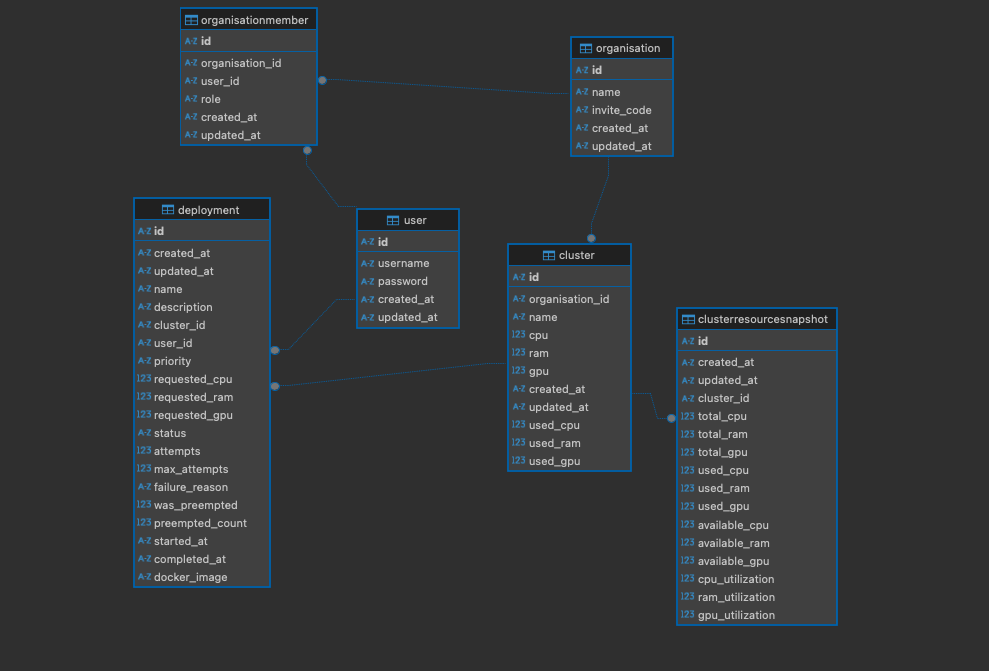 organisationmember
A-Z id
A-Z organisation_id
A-Z user_id
A-Z role
A-Z created_at
A-Z updated_at
organisation
A-Z id
A-Z name
A-Z invite_code
A-Z created_at
A-Z updated_at
deployment
A-Z id
A-Z created_at
A-Z updated_at
A-Z name
A-Z description
A-Z cluster_id
A-Z user_id
A-Z priority
123 requested_cpu
123 requested_ram
123 requested_gpu
A-Z status
123 attempts
123 max_attempts
A-Z failure_reason
123 was_preempted
123 preempted_count
A-Z started_at
A-Z completed_at
A-Z docker_image
user
A-Z id
A-Z username
A-Z password
A-Z created_at
A-Z updated_at
cluster
A-Z id
A-Z organisation_id
A-Z name
123 cpu
123 ram
123 gpu
A-Z created_at
A-Z updated_at
123 used_cpu
123 used_ram
123 used_gpu
clusterresourcesnapshot
A-Z id
A-Z created_at
A-Z updated_at
A-Z cluster_id
123 total_cpu
123 total_ram
123 total_gpu
123 used_cpu
123 used_ram
123 used_gpu
123 available_cpu
123 available_ram
123 available_gpu
123 cpu_utilization
123 ram_utilization
123 gpu_utilization